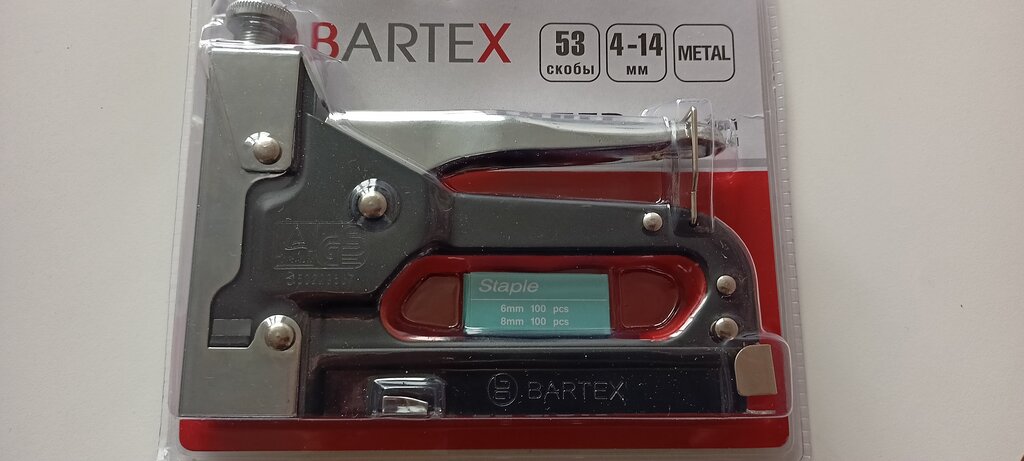 BARTEX
53
скобы
4-14
мм
METAL
Staple
6mm 100 pcs
8mm 100 pcs
BARTEX